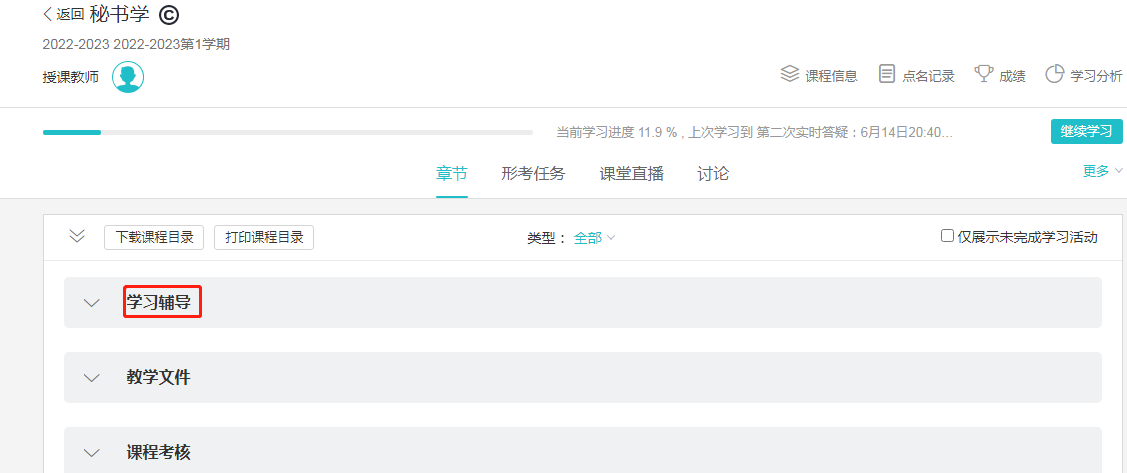 返回 秘书学 ©
2022-2023 2022-2023第1学期
授课教师
课程信息 点名记录 成绩 学习分析
当前学习进度 11.9 % , 上次学习到 第二次实时答疑：6月14日20:40... 继续学习
章节 形考任务 课堂直播 讨论 更多
下载课程目录 打印课程目录 类型： 全部 仅展示未完成学习活动
学习辅导
教学文件
课程考核